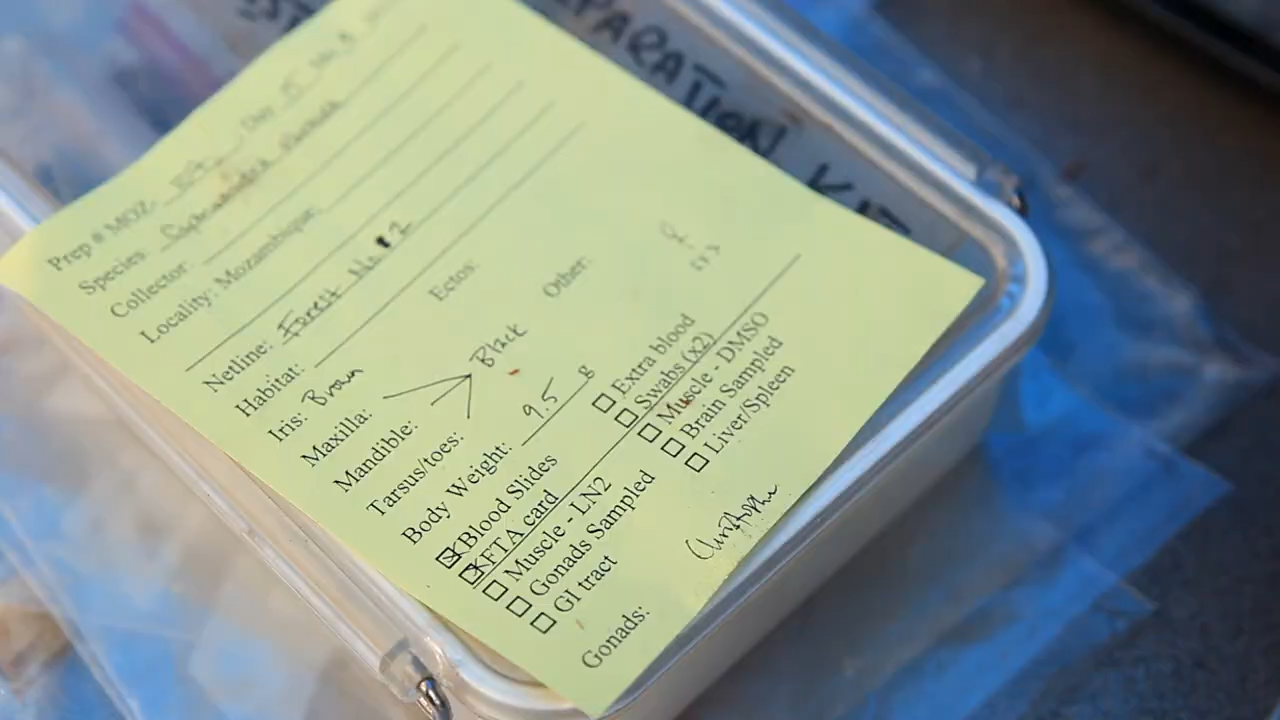 PARATION KIT
Prep # MOZ-
Species:
Collector:
Locality: Mozambique:
Netline: Forest No 2
Habitat:
Iris: Brown
Ectos:
Other:
Maxilla:
Mandible:
Tarsus/toes:
Black
Body Weight: 9.5 g
Blood Slides
FTA card
Muscle - LN2
Gonads Sampled
GI tract
Extra blood
Swabs (x2)
Muscle - DMSO
Brain Sampled
Liver/Spleen
Gonads: